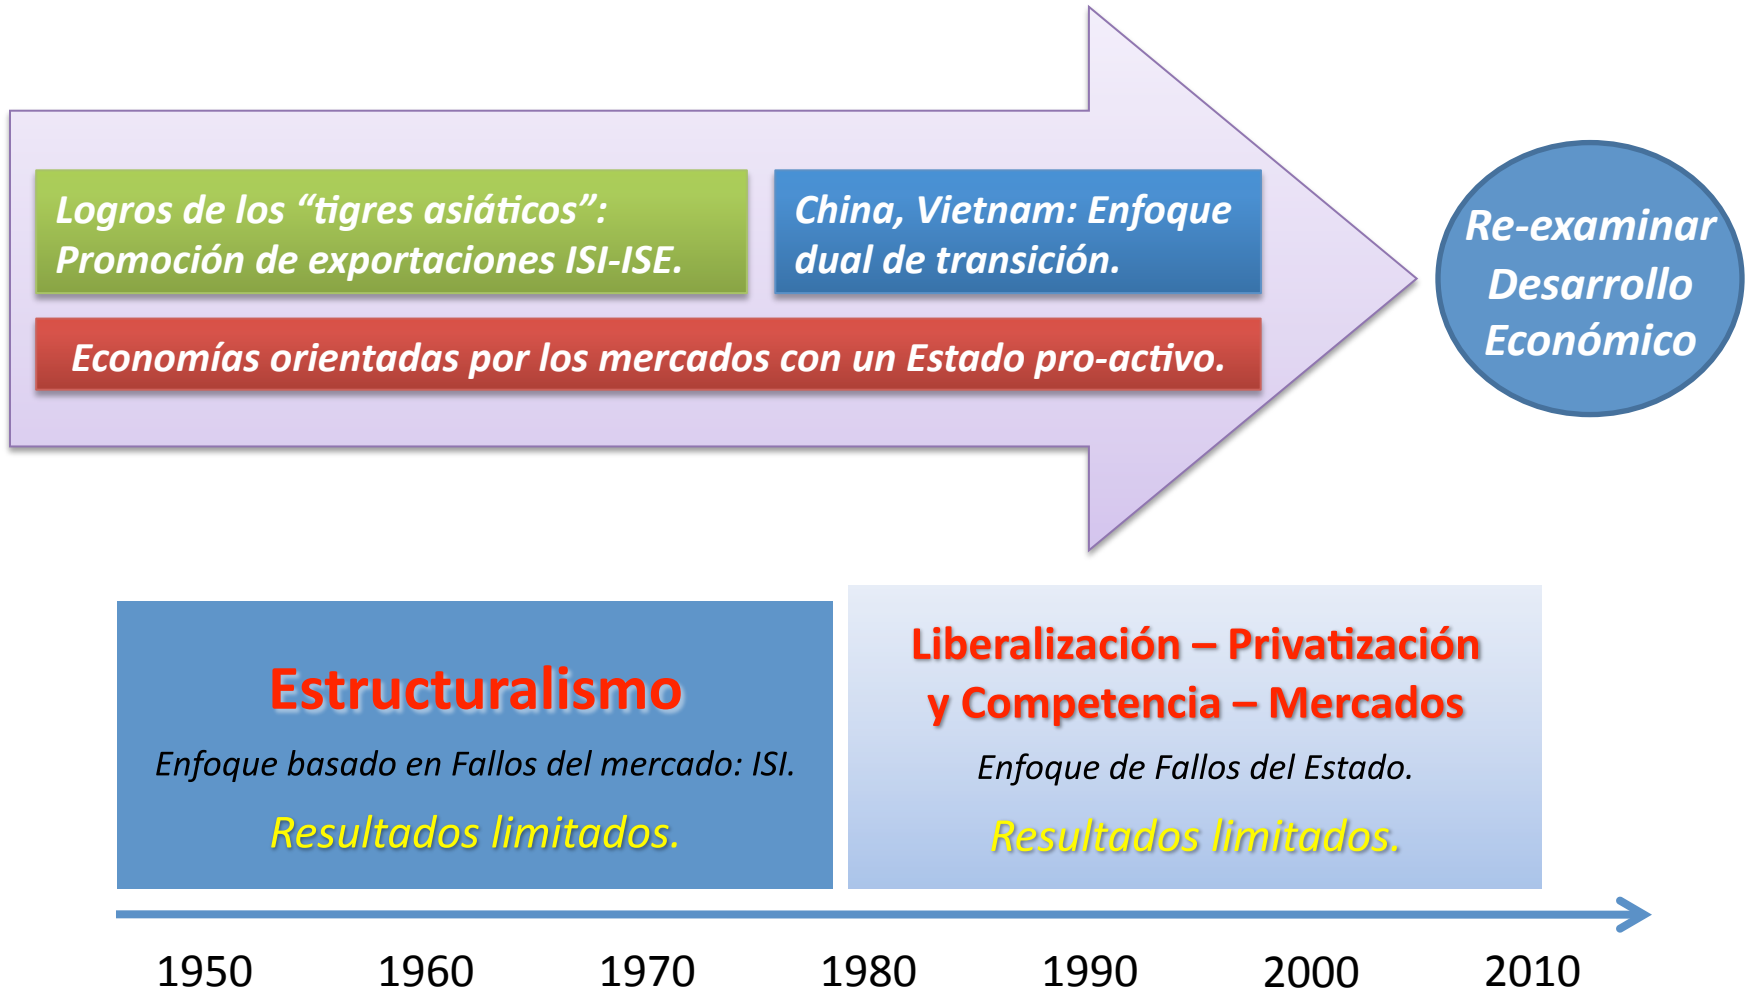 Logros de los “tigres asiáticos”:
Promoción de exportaciones ISI-ISE.
China, Vietnam: Enfoque
dual de transición.
Economías orientadas por los mercados con un Estado pro-activo.
Re-examinar
Desarrollo
Económico
Estructuralismo
Enfoque basado en Fallos del mercado: ISI.
Resultados limitados.
Liberalización – Privatización
y Competencia – Mercados
Enfoque de Fallos del Estado.
Resultados limitados.
1950 1960 1970 1980 1990 2000 2010